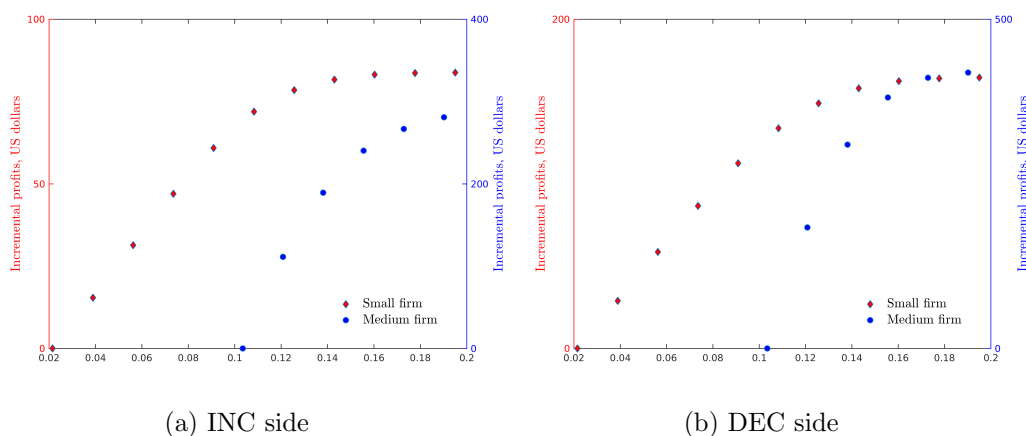 100
50
0
Incremental profits, US dollars
400
200
0
Incremental profits, US dollars
Small firm
Medium firm
0.02 0.04 0.06 0.08 0.1 0.12 0.14 0.16 0.18 0.2
(a) INC side
200
100
0
Incremental profits, US dollars
500
0
Incremental profits, US dollars
Small firm
Medium firm
0.02 0.04 0.06 0.08 0.1 0.12 0.14 0.16 0.18 0.2
(b) DEC side